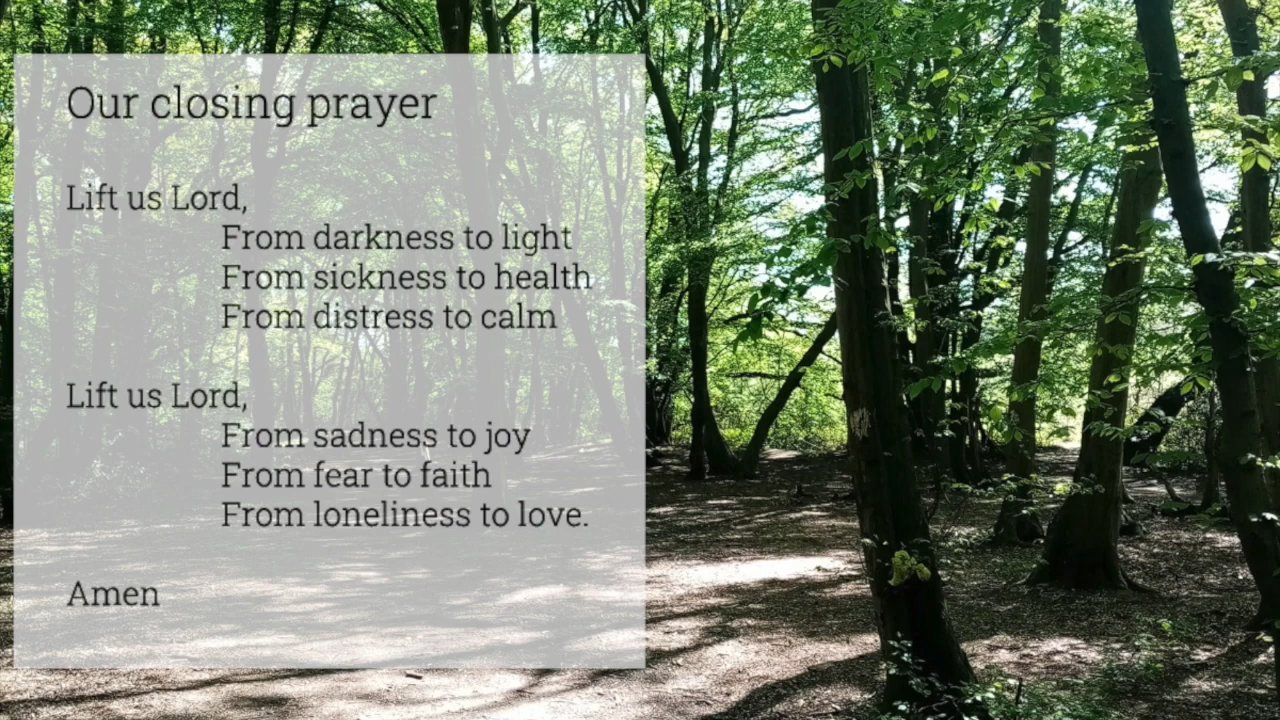 Our closing prayer
Lift us Lord,
From darkness to light
From sickness to health
From distress to calm
Lift us Lord,
From sadness to joy
From fear to faith
From loneliness to love.
Amen